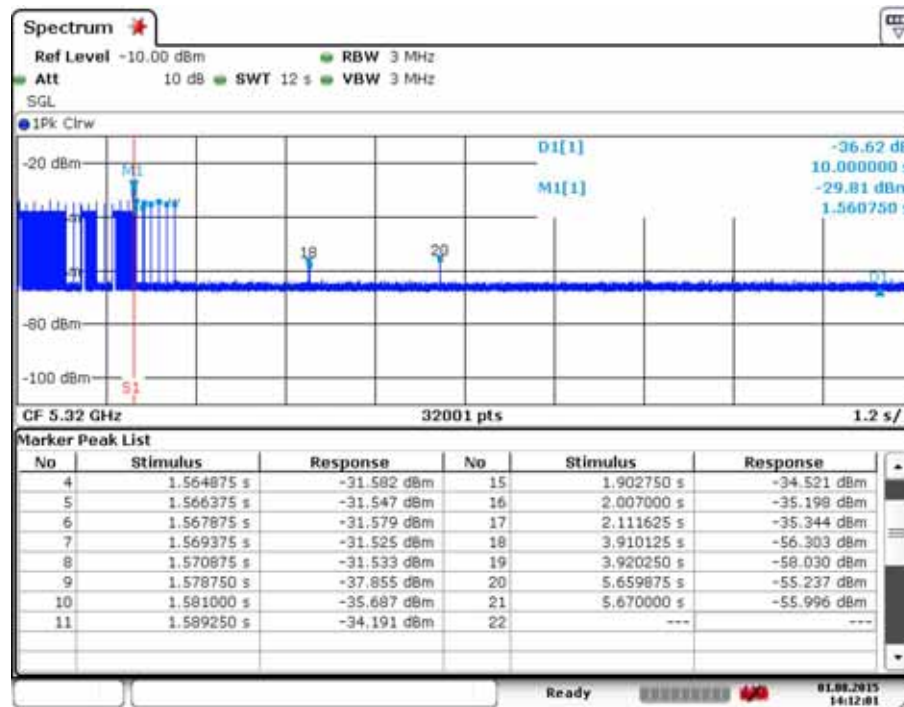 Spectrum
Ref Level -10.00 dBm RBW 3 MHz
Att 10 dB SWT 12 s VBW 3 MHz
SGL
1Pk Clrw
D1[1] -36.62 dB
10.000000 s
M1[1] -29.81 dBm
1.560750 s
-20 dBm
M1
18 20
D1
-80 dBm
-100 dBm
S1
CF 5.32 GHz 32001 pts 1.2 s/
Marker Peak List
No Stimulus Response No Stimulus Response
4 1.564875 s -31.582 dBm 15 1.902750 s -34.521 dBm
5 1.566375 s -31.547 dBm 16 2.007000 s -35.198 dBm
6 1.567875 s -31.579 dBm 17 2.111625 s -35.344 dBm
7 1.569375 s -31.525 dBm 18 3.910125 s -56.303 dBm
8 1.570875 s -31.533 dBm 19 3.920250 s -58.030 dBm
9 1.578750 s -37.855 dBm 20 5.659875 s -55.237 dBm
10 1.581000 s -35.687 dBm 21 5.670000 s -55.996 dBm
11 1.589250 s -34.191 dBm 22 --- ---
Ready 01.08.2015
14:12:01